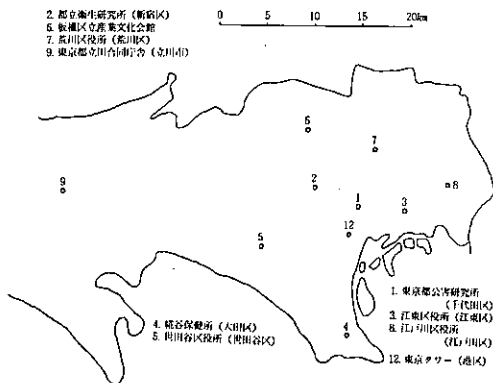 2. 都立衛生研究所 (新宿区)
6. 板橋区立産業文化会館
7. 荒川区役所 (荒川区)
9. 東京都立川合同庁舎 (立川市)
0 5 10 15 20km
6
7
9
2
8
1
3
12
5
4
1. 東京都公害研究所
(千代田区)
3. 江東区役所 (江東区)
8. 江戸川区役所
(江戸川区)
12. 東京タワー (港区)
4. 糀谷保健所 (大田区)
5. 世田谷区役所 (世田谷区)